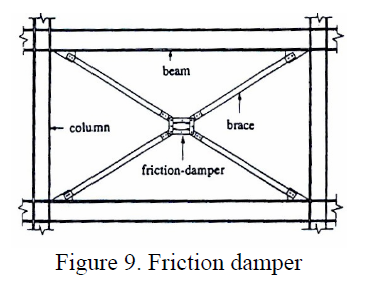 beam
column
brace
friction-damper
Figure 9. Friction damper